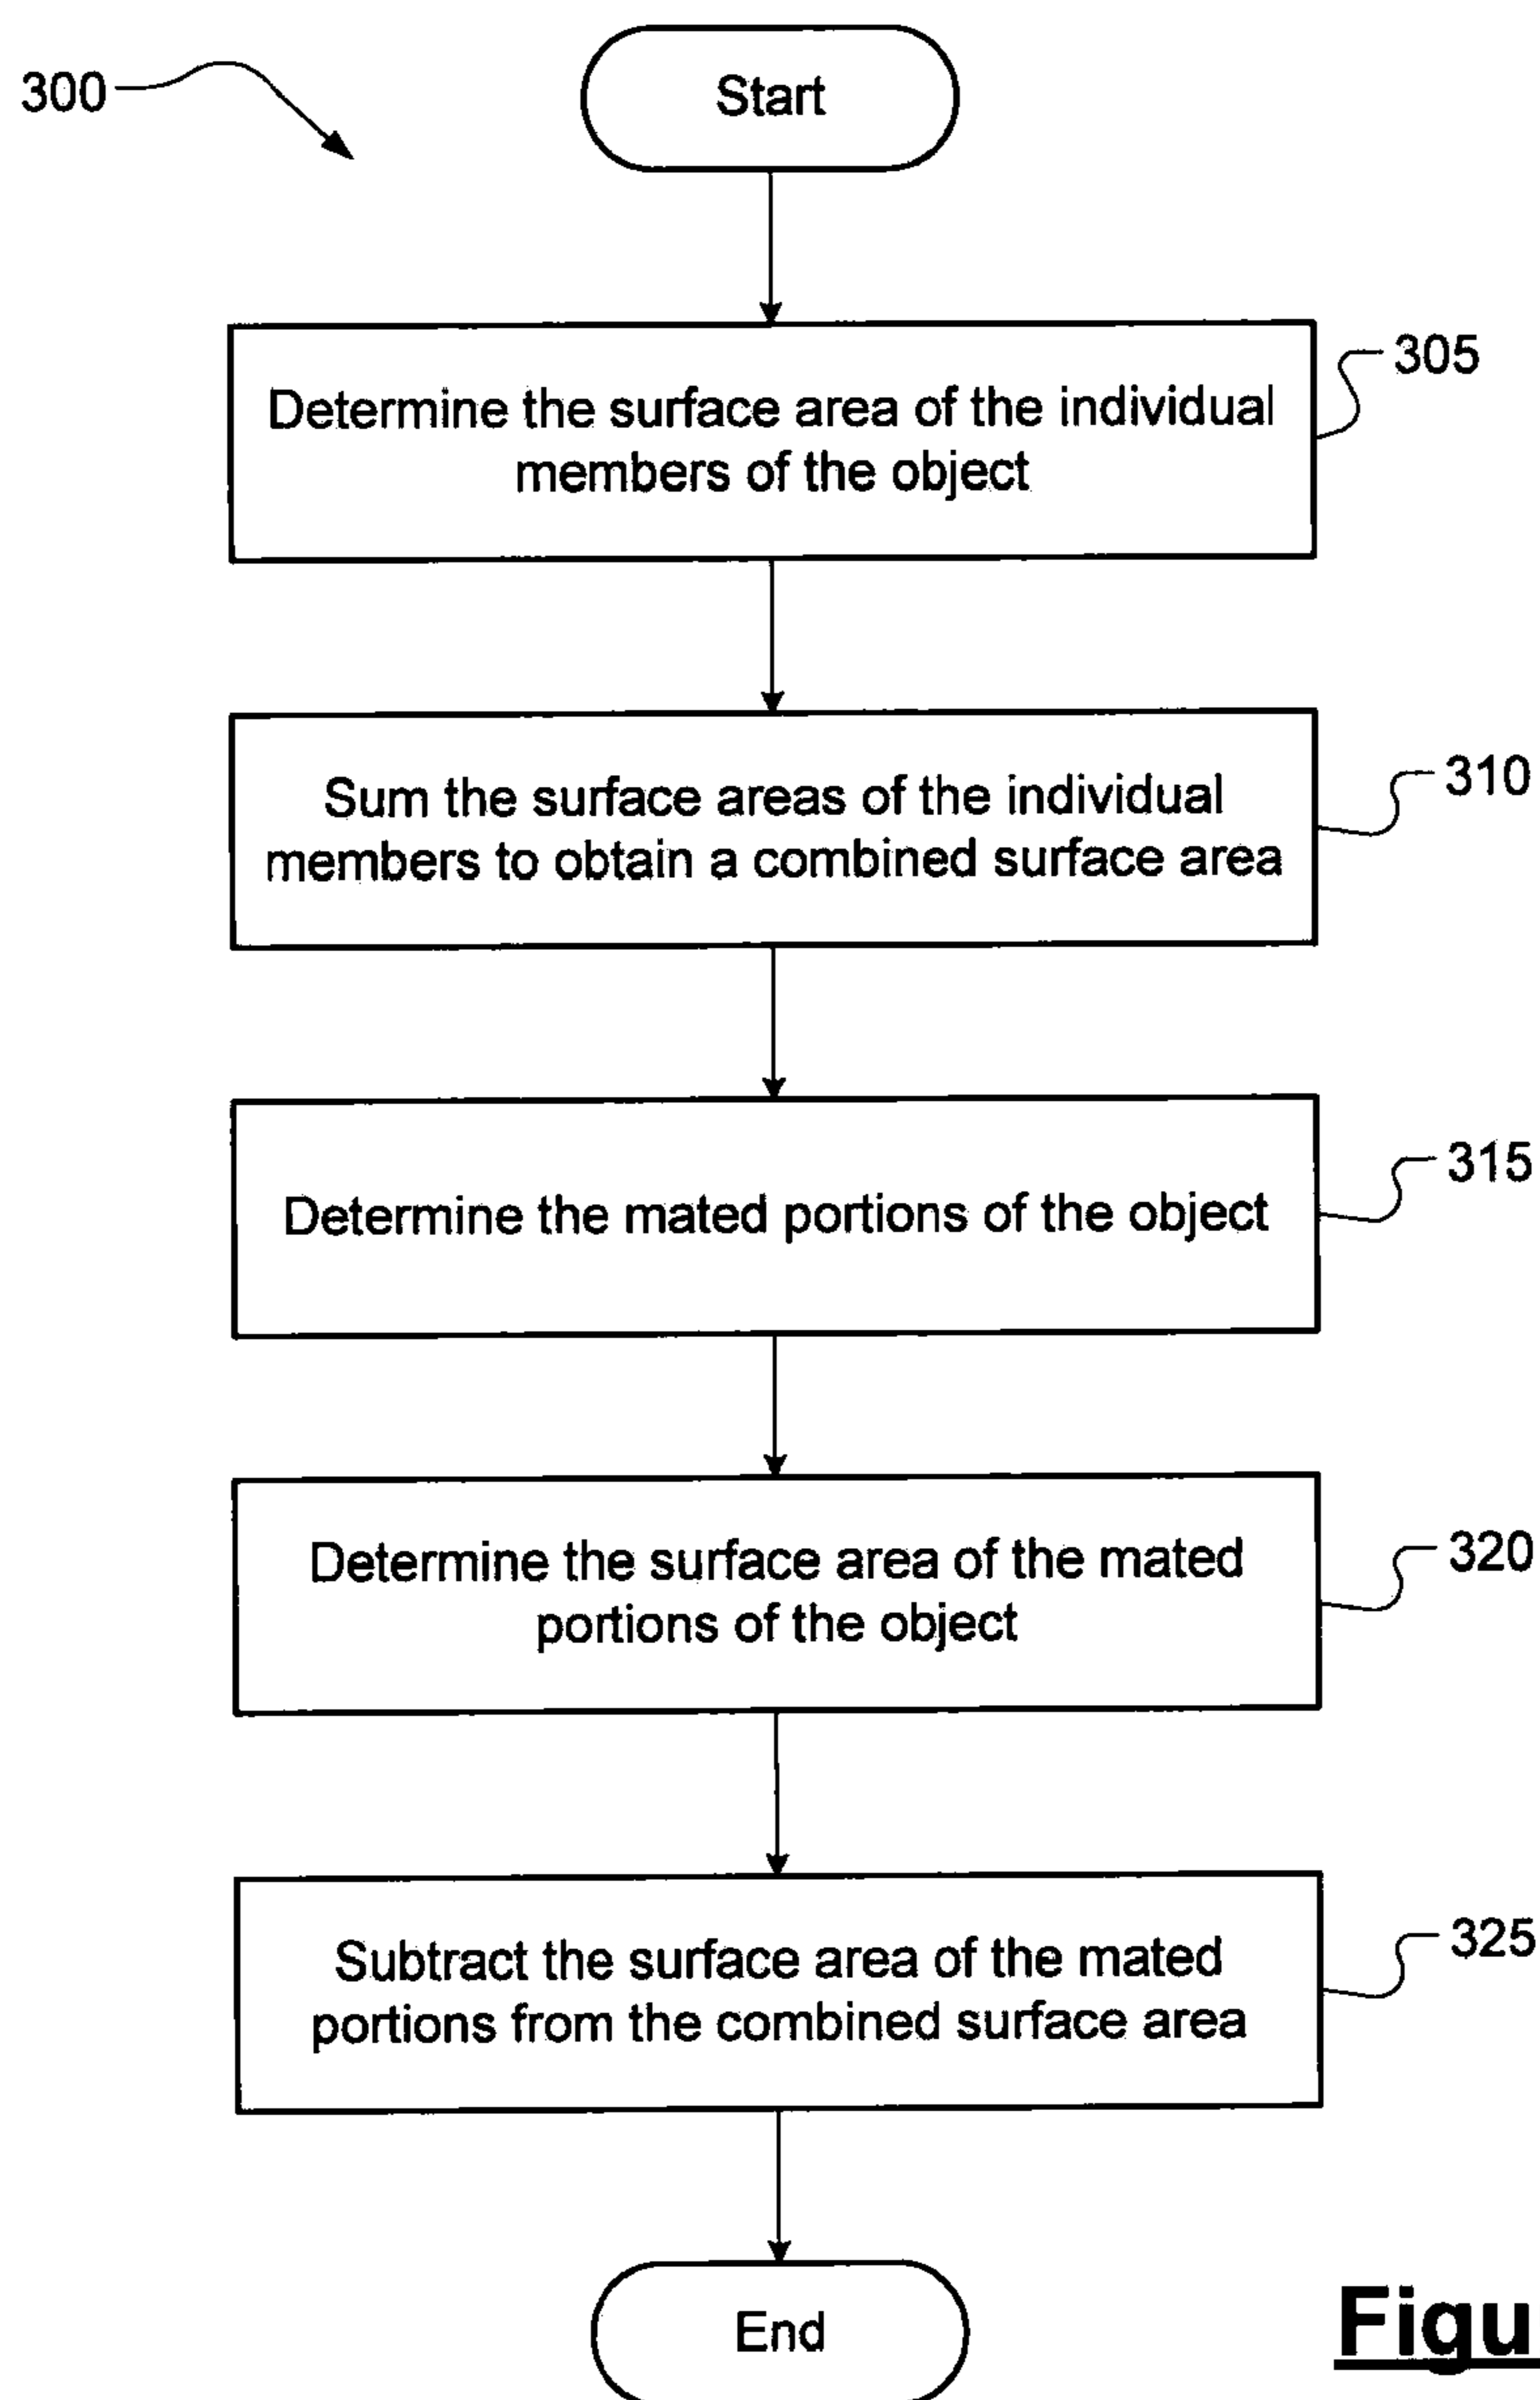 300
Start
Determine the surface area of the individual
members of the object
305
Sum the surface areas of the individual
members to obtain a combined surface area
310
Determine the mated portions of the object
315
Determine the surface area of the mated
portions of the object
320
Subtract the surface area of the mated
portions from the combined surface area
325
End
Figu